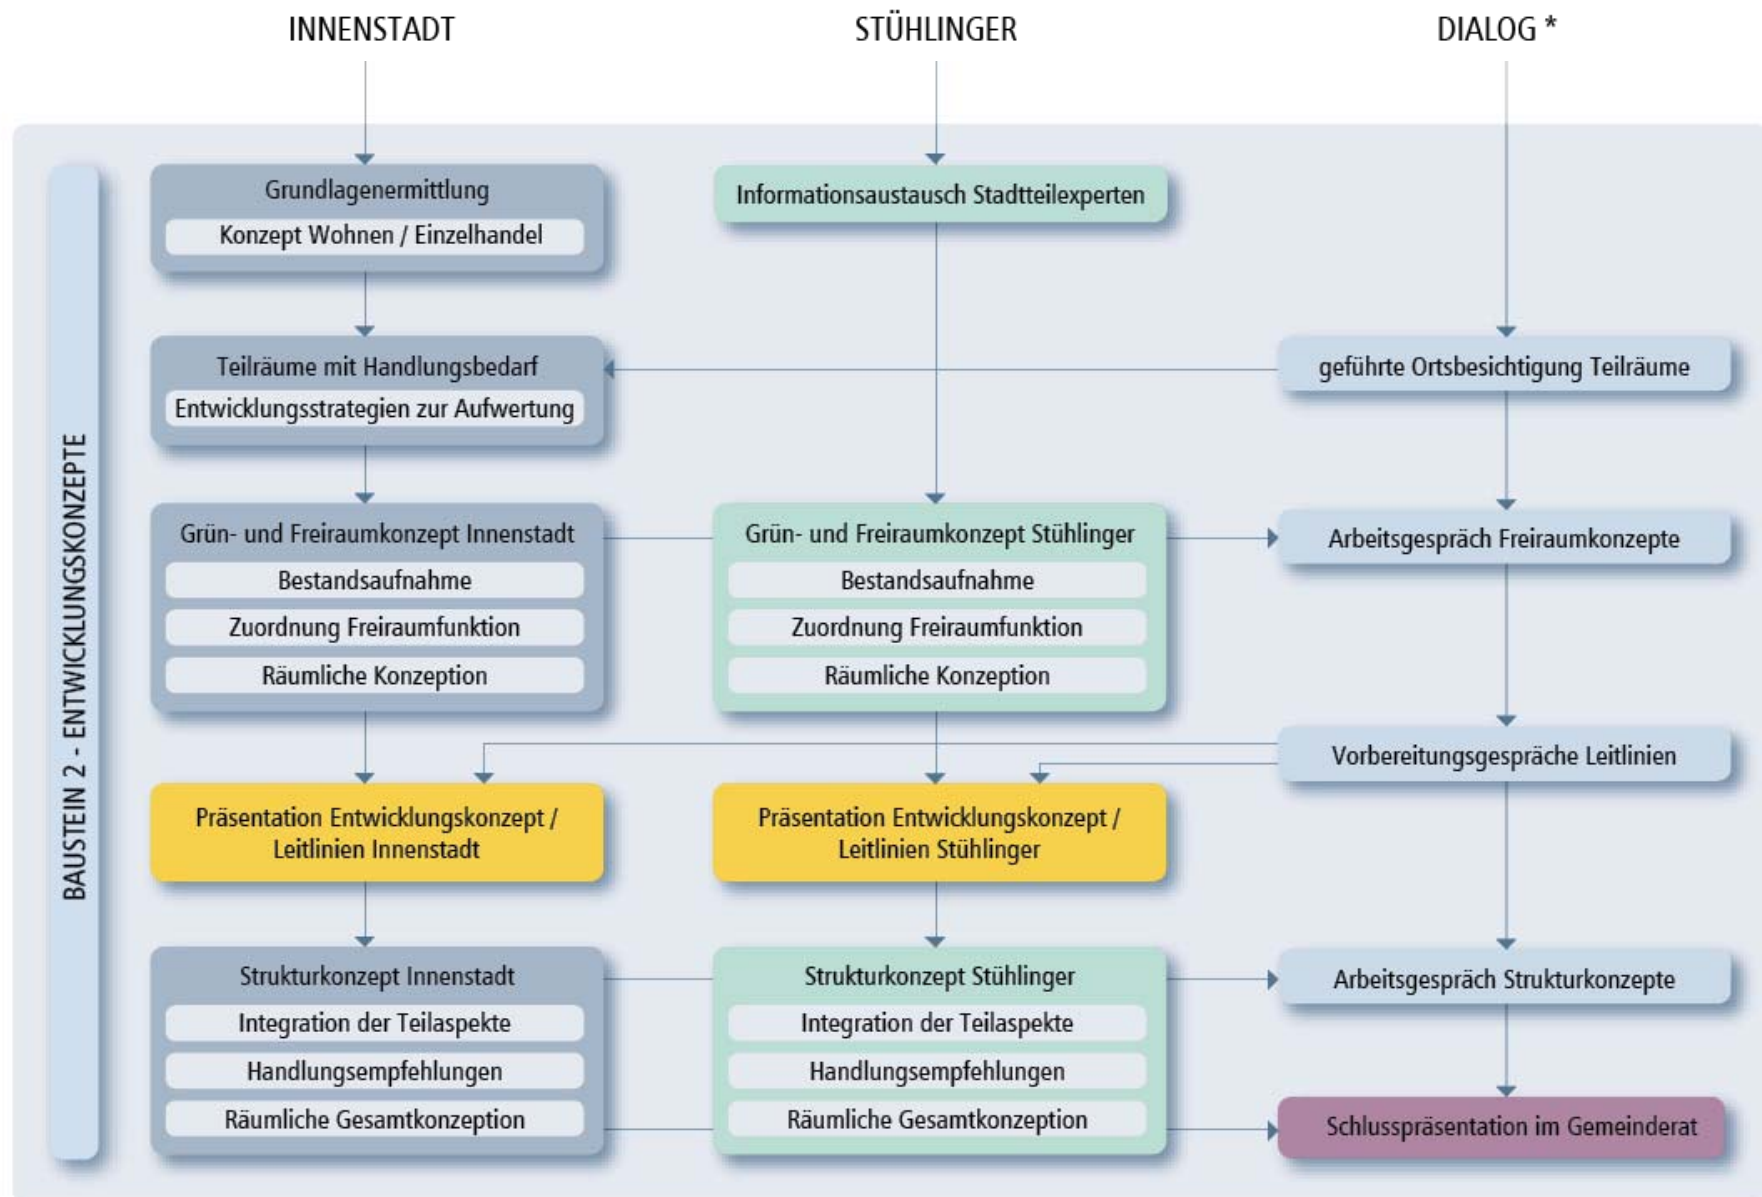 INNENSTADT
STÜHLINGER
DIALOG *
BAUSTEIN 2 - ENTWICKLUNGSKONZEPTE
Grundlagenermittlung
Konzept Wohnen / Einzelhandel
Informationsaustausch Stadtteilexperten
Teilräume mit Handlungsbedarf
Entwicklungsstrategien zur Aufwertung
geführte Ortsbesichtigung Teilräume
Grün- und Freiraumkonzept Innenstadt
Bestandsaufnahme
Zuordnung Freiraumfunktion
Räumliche Konzeption
Grün- und Freiraumkonzept Stühlinger
Bestandsaufnahme
Zuordnung Freiraumfunktion
Räumliche Konzeption
Arbeitsgespräch Freiraumkonzepte
Vorbereitungsgespräche Leitlinien
Präsentation Entwicklungskonzept /
Leitlinien Innenstadt
Präsentation Entwicklungskonzept /
Leitlinien Stühlinger
Strukturkonzept Innenstadt
Integration der Teilaspekte
Handlungsempfehlungen
Räumliche Gesamtkonzeption
Strukturkonzept Stühlinger
Integration der Teilaspekte
Handlungsempfehlungen
Räumliche Gesamtkonzeption
Arbeitsgespräch Strukturkonzepte
Schlusspräsentation im Gemeinderat